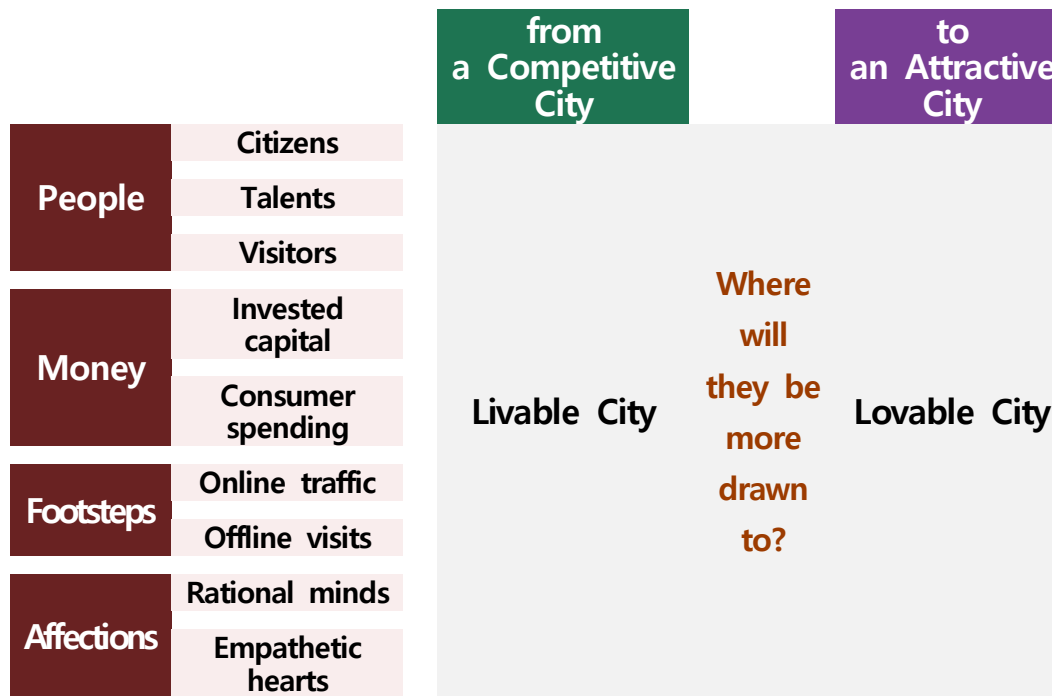 from
a Competitive
City
to
an Attractive
City
People
Citizens
Talents
Visitors
Money
Invested
capital
Consumer
spending
Footsteps
Online traffic
Offline visits
Affections
Rational minds
Empathetic
hearts
Livable City
Where
will
they be
more
drawn
to?
Lovable City